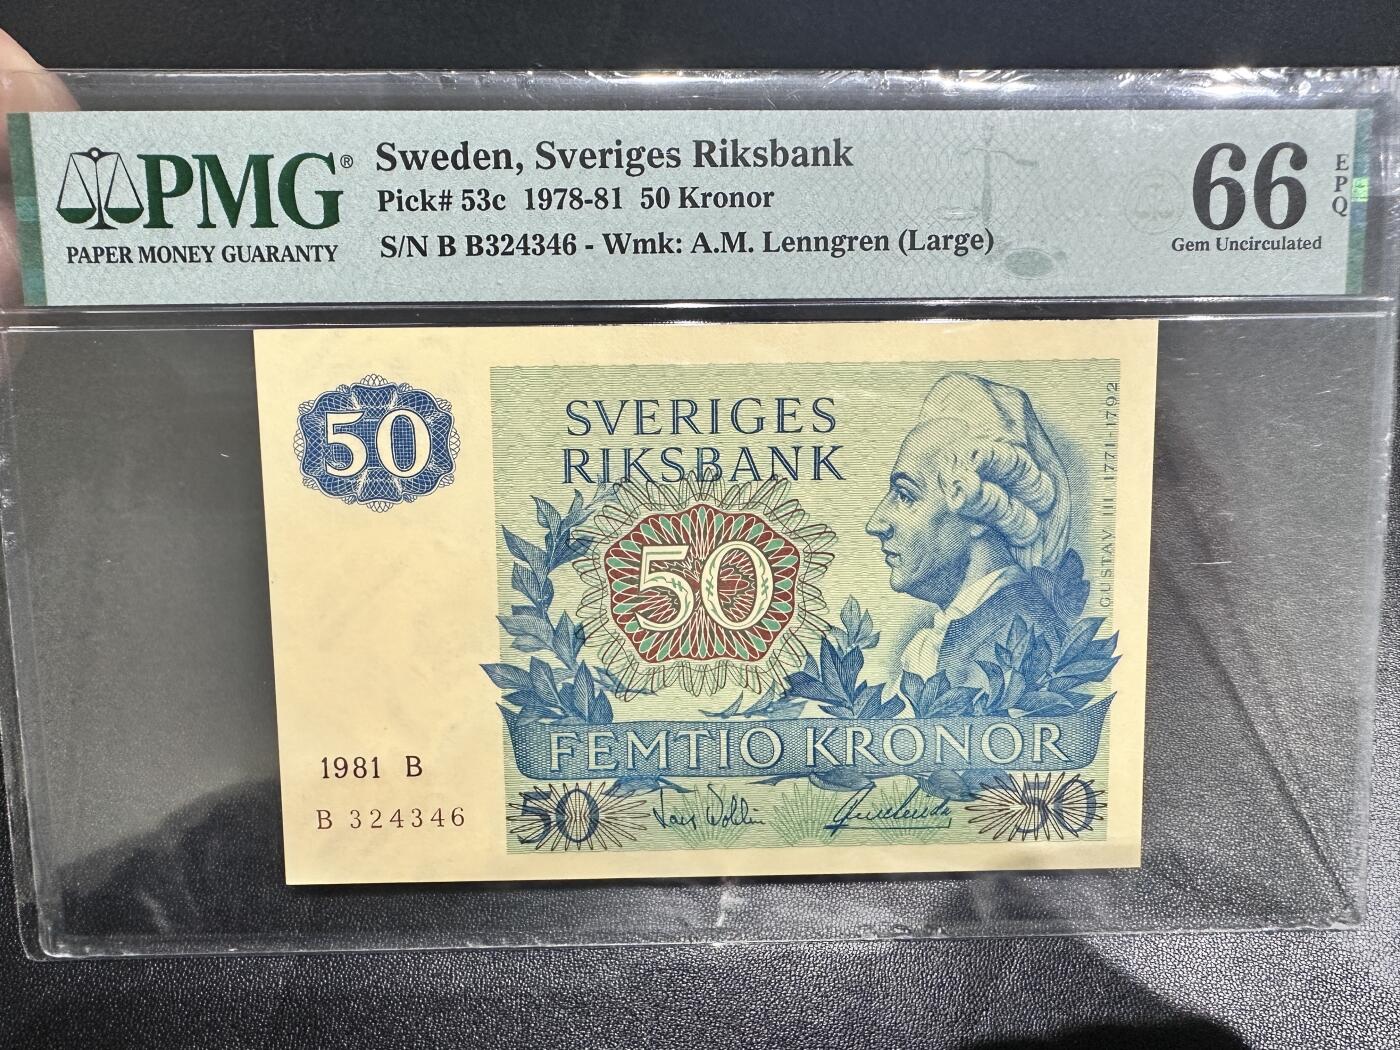 PMG®
PAPER MONEY GUARANTY
Sweden, Sveriges Riksbank
Pick# 53c 1978-81 50 Kronor
S/N B B324346 - Wmk: A.M. Lenngren (Large)
66
EPQ
Gem Uncirculated
50
SVERIGES
RIKSBANK
50
GUSTAV III 1771-1792
FEMTIO KRONOR
1981 B
B 324346
50
50